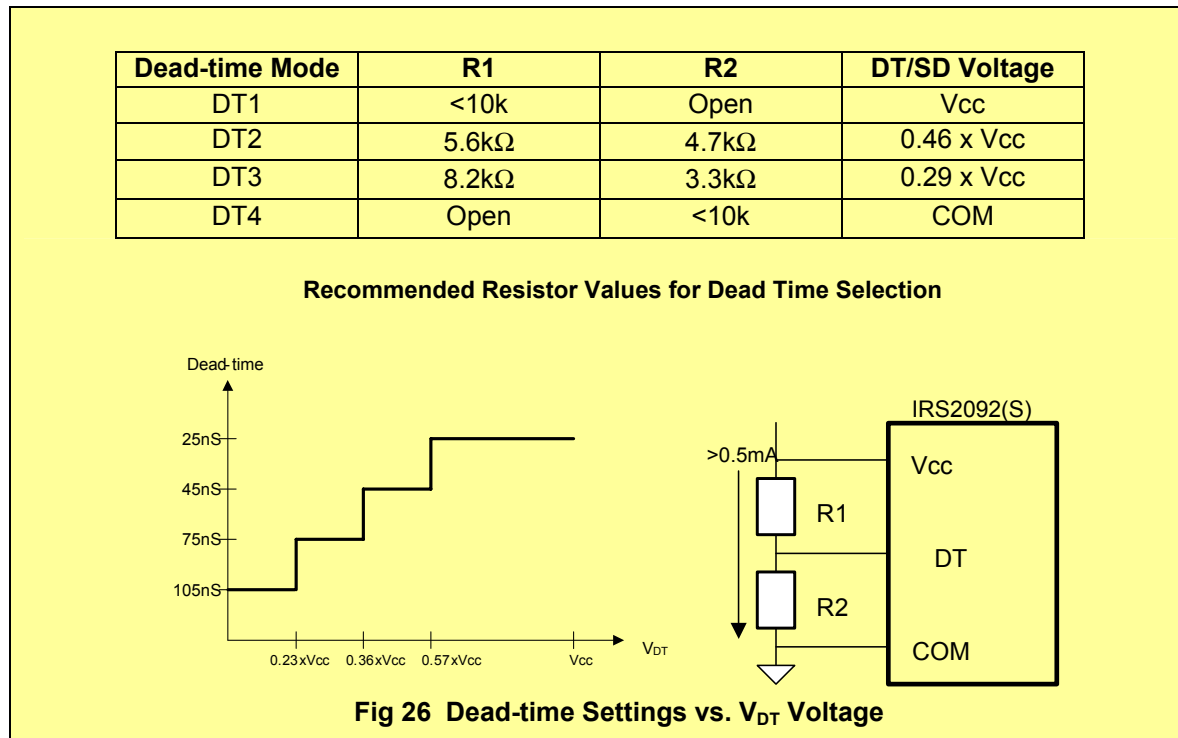 Dead-time Mode R1 R2 DT/SD Voltage
DT1 <10k Open Vcc
DT2 5.6kΩ 4.7kΩ 0.46 x Vcc
DT3 8.2kΩ 3.3kΩ 0.29 x Vcc
DT4 Open <10k COM
Recommended Resistor Values for Dead Time Selection
Dead-time
25nS
45nS
75nS
105nS
0.23xVcc 0.36xVcc 0.57xVcc Vcc
VDT
IRS2092(S)
>0.5mA
Vcc
R1
DT
R2
COM
Fig 26 Dead-time Settings vs. VDT Voltage